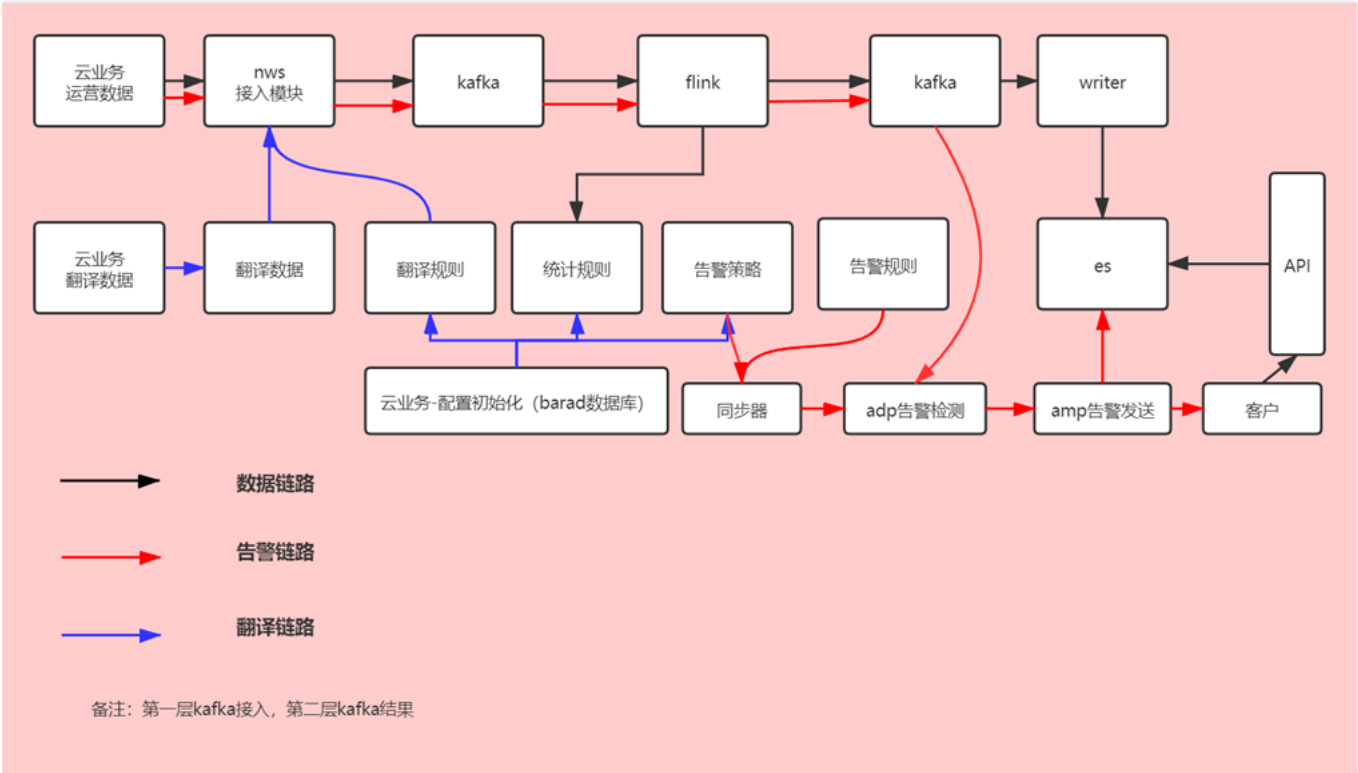 云业务
运营数据
nws
接入模块
kafka
flink
kafka
writer
云业务
翻译数据
翻译数据
翻译规则
统计规则
告警策略
告警规则
es
API
云业务-配置初始化（barad数据库）
同步器
adp告警检测
amp告警发送
客户
数据链路
告警链路
翻译链路
备注：第一层kafka接入，第二层kafka结果